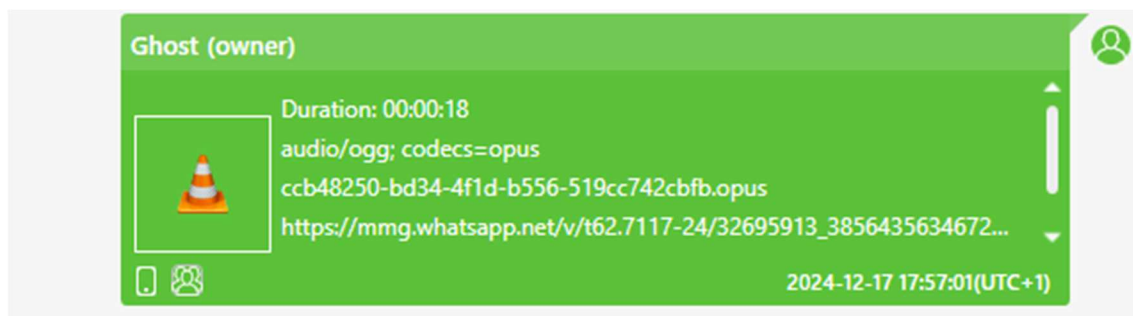 Ghost (owner)
Duration: 00:00:18
audio/ogg; codecs=opus
ccb48250-bd34-4f1d-b556-519cc742cbfb.opus
https://mmg.whatsapp.net/v/t62.7117-24/32695913_3856435634672...
2024-12-17 17:57:01(UTC+1)